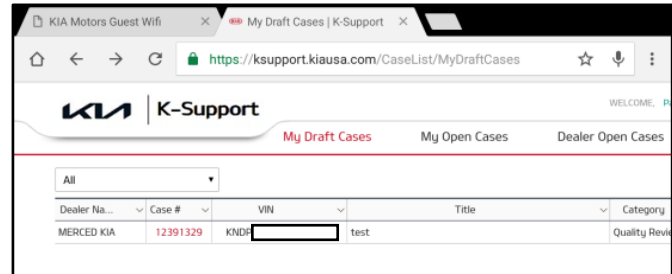 KIA Motors Guest Wifi
My Draft Cases | K-Support
https://ksupport.kiausa.com/CaseList/MyDraftCases
KIA K-Support
WELCOME,
My Draft Cases My Open Cases Dealer Open Cases
All
Dealer Na... Case # VIN Title Category
MERCED KIA 12391329 KNDP test Quality Revie